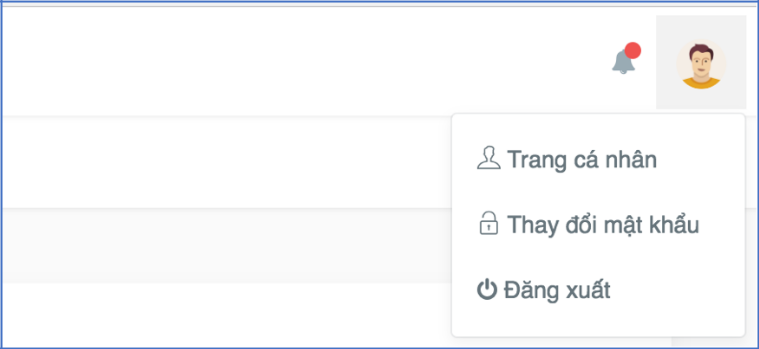 Trang cá nhân
Thay đổi mật khẩu
Đăng xuất